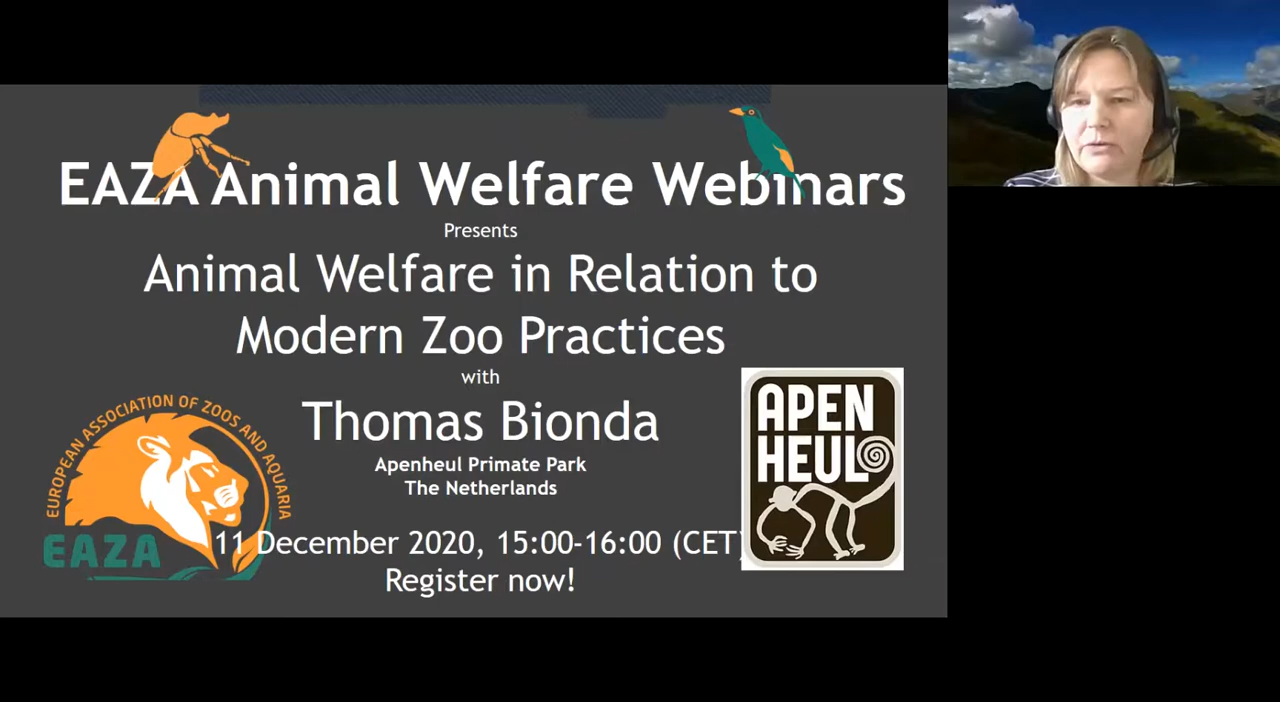 EAZA Animal Welfare Webinars
Presents
Animal Welfare in Relation to
Modern Zoo Practices
with
Thomas Bionda
Apenheul Primate Park
The Netherlands
11 December 2020, 15:00-16:00 (CET)
Register now!
EUROPEAN ASSOCIATION OF ZOOS AND AQUARIA
EAZA
APEN
HEUL